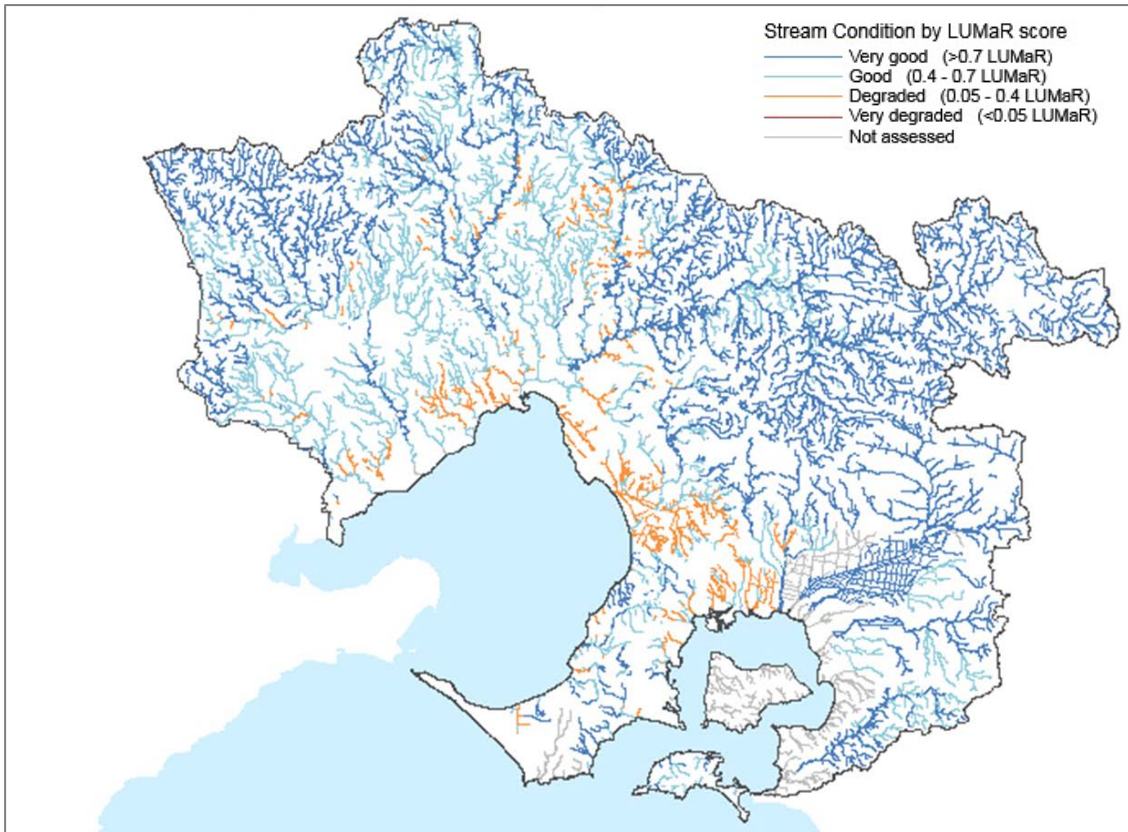 Stream Condition by LUMaR score
Very good (>0.7 LUMaR)
Good (0.4 - 0.7 LUMaR)
Degraded (0.05 - 0.4 LUMaR)
Very degraded (<0.05 LUMaR)
Not assessed